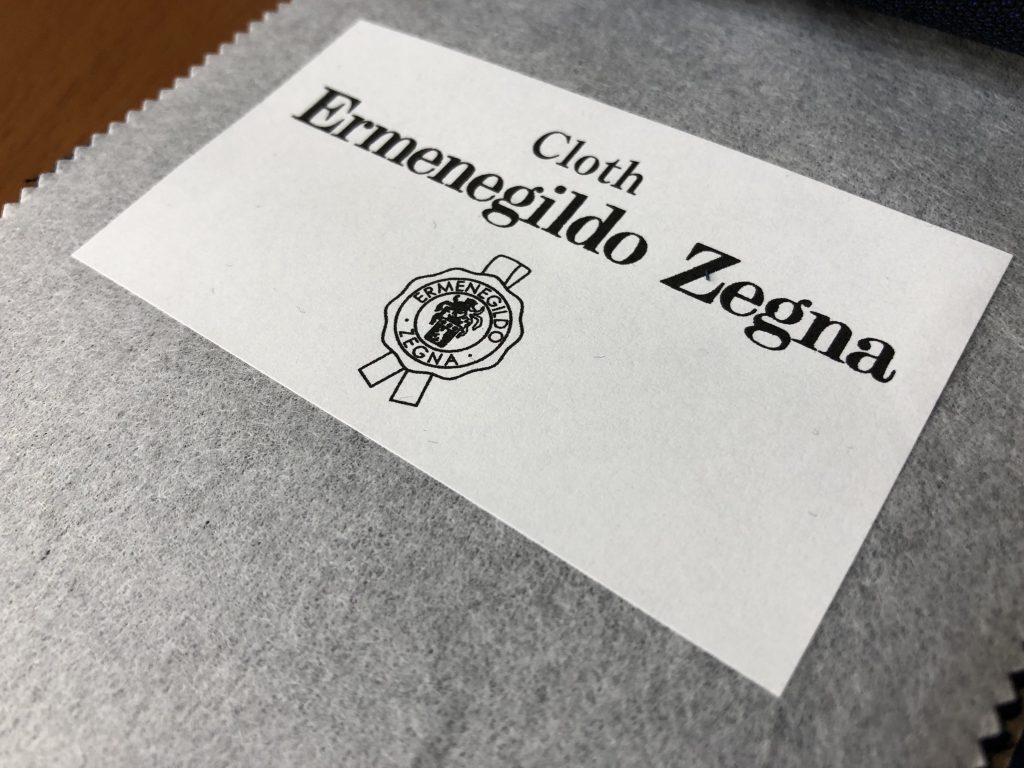 Cloth
Ermenegildo Zegna
ERMENEGILDO
· ZEGNA ·